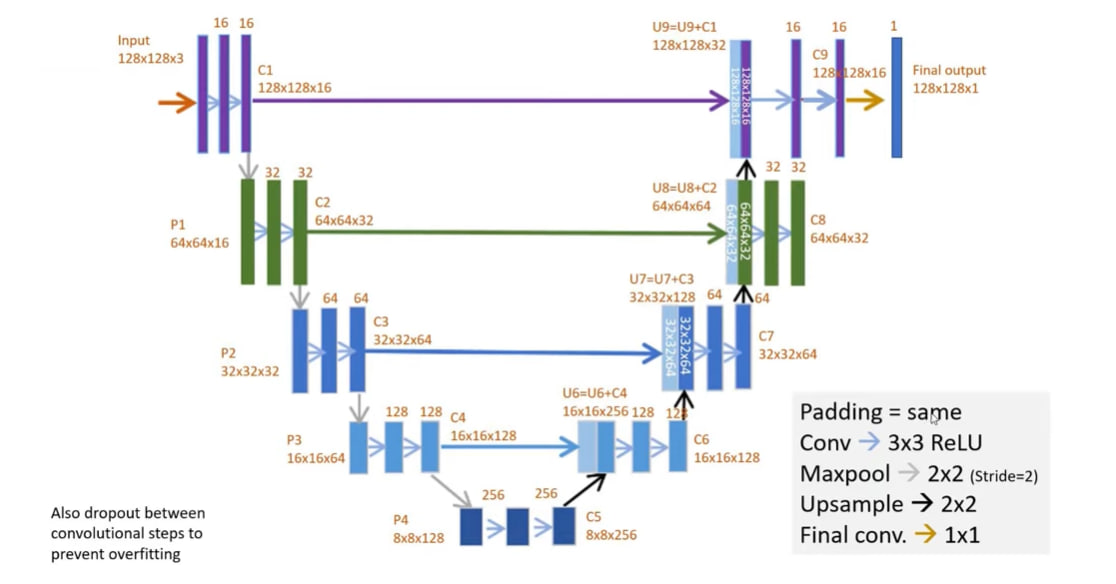 16 16
Input
128x128x3
C1
128x128x16
U9=U9+C1
128x128x32
128x128x16
128x128x16
16
16
1
C9
128x128x16
Final output
128x128x1
32
32
P1
64x64x16
C2
64x64x32
U8=U8+C2
64x64x64
64x64x32
64x64x32
32 32
C8
64x64x32
64 64
P2
32x32x32
C3
32x32x64
U7=U7+C3
32x32x128
32x32x64
32x32x64
64
64
C7
32x32x64
128 128
P3
16x16x64
C4
16x16x128
U6=U6+C4
16x16x256
128
128
C6
16x16x128
256
256
P4
8x8x128
C5
8x8x256
Also dropout between
convolutional steps to
prevent overfitting
Padding = same
Conv → 3x3 ReLU
Maxpool → 2x2 (Stride=2)
Upsample → 2x2
Final conv. → 1x1